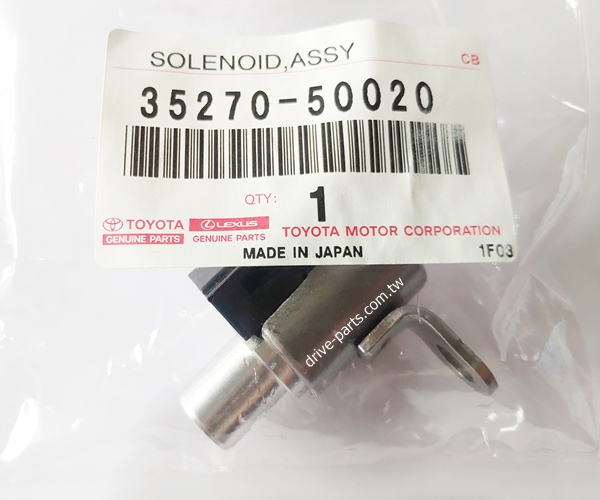 SOLENOID,ASSY CB
35270-50020
QTY: 1
TOYOTA LEXUS TOYOTA MOTOR CORPORATION
GENUINE PARTS GENUINE PARTS
MADE IN JAPAN 1F03
drive-parts.com.tw